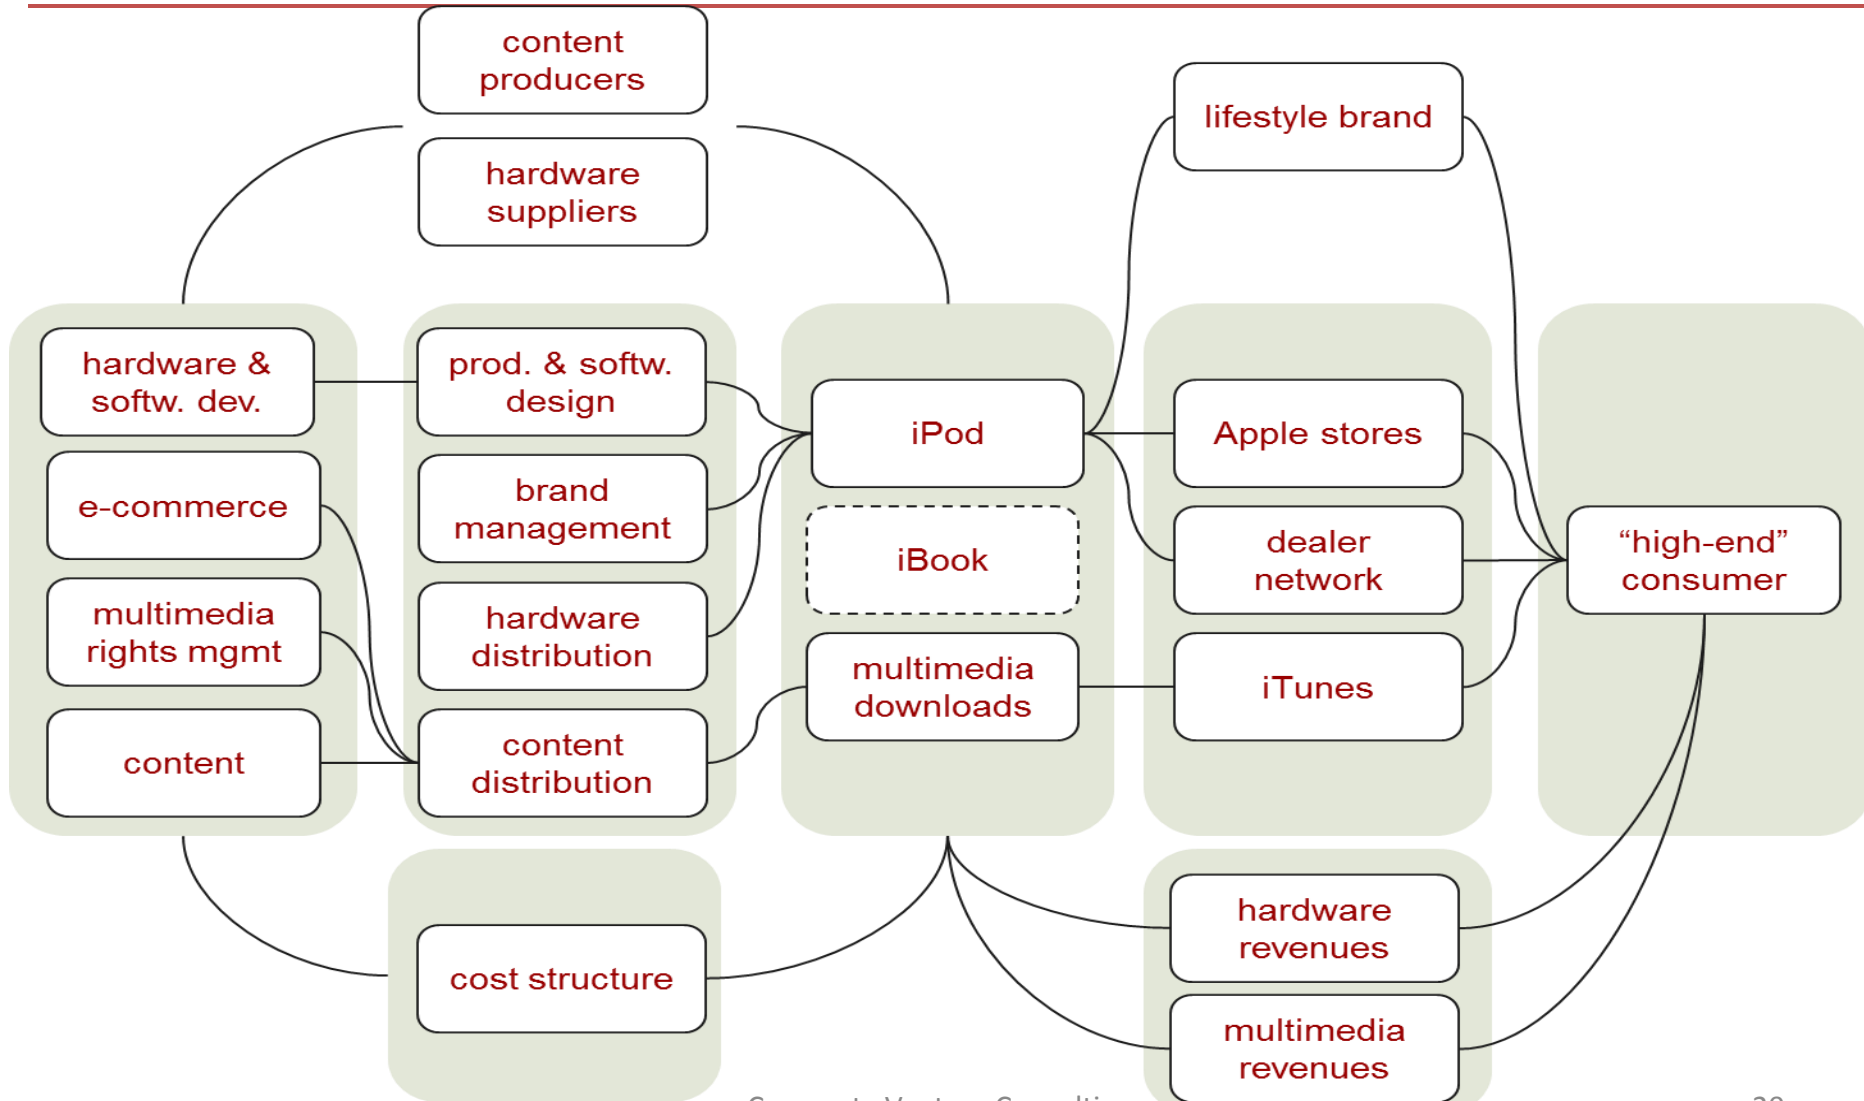 content
producers
hardware
suppliers
lifestyle brand
hardware &
softw. dev.
e-commerce
multimedia
rights mgmt
content
prod. & softw.
design
brand
management
hardware
distribution
content
distribution
iPod
iBook
multimedia
downloads
Apple stores
dealer
network
iTunes
“high-end”
consumer
cost structure
hardware
revenues
multimedia
revenues